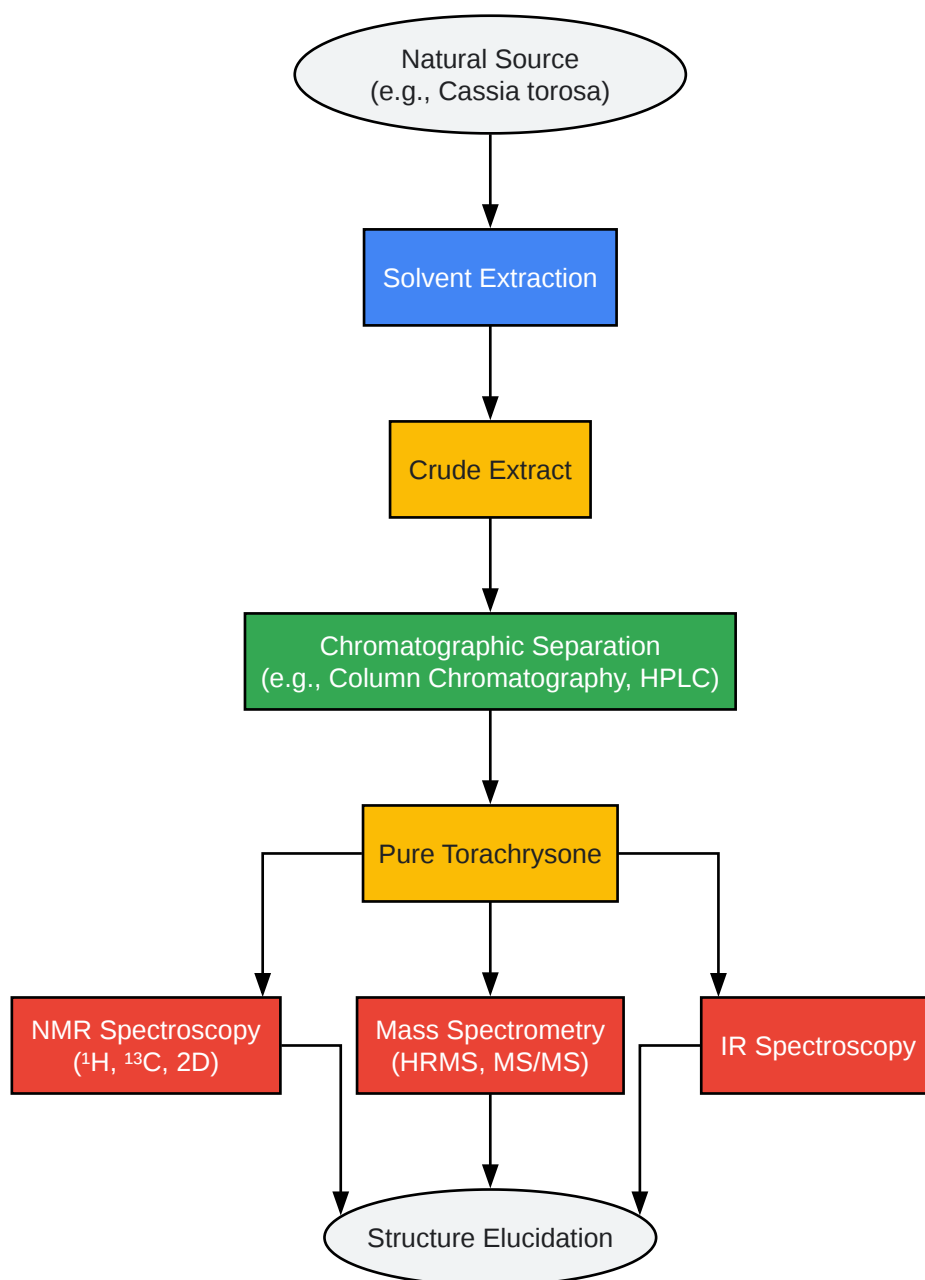 Natural Source
(e.g., Cassia torosa)
Solvent Extraction
Crude Extract
Chromatographic Separation
(e.g., Column Chromatography, HPLC)
Pure Torachrysone
NMR Spectroscopy
(¹H, ¹³C, 2D)
Mass Spectrometry
(HRMS, MS/MS)
IR Spectroscopy
Structure Elucidation